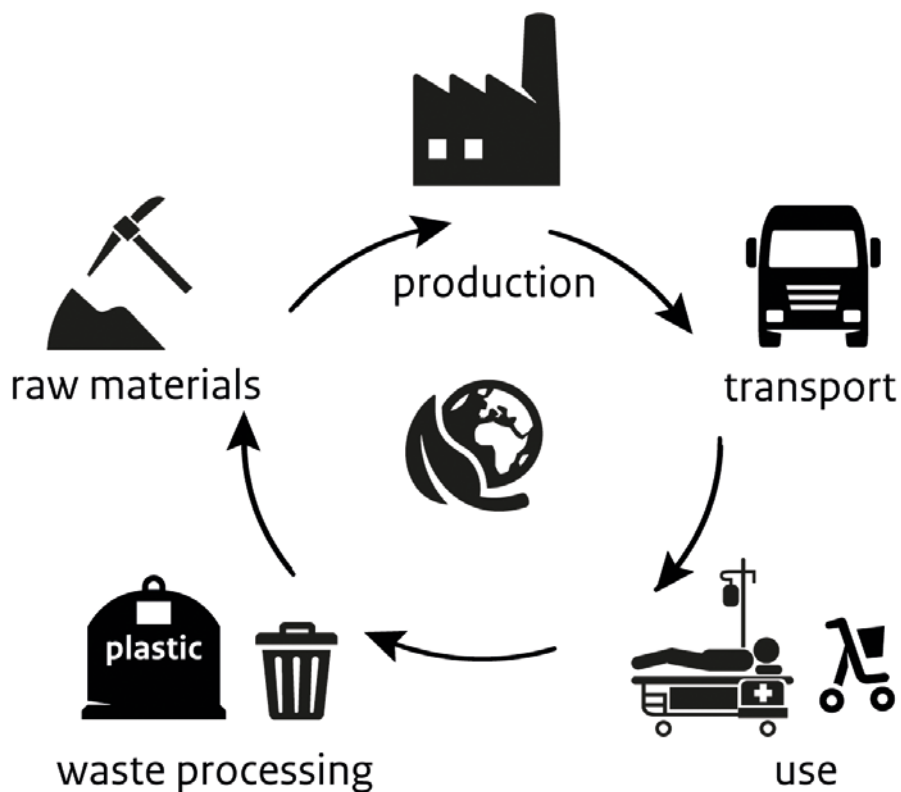 production
raw materials
transport
plastic
waste processing
use